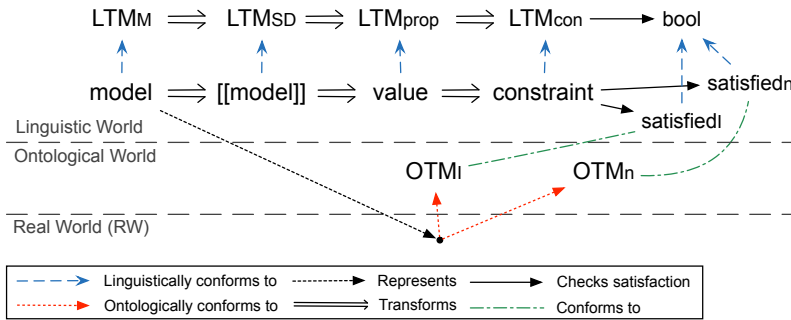 LTMM LTMSD LTMprop LTMcon bool
model [[model]] value constraint satisfiedn
satisfiedl
Linguistic World
Ontological World
OTMl OTMn
Real World (RW)
Linguistically conforms to Represents Checks satisfaction
Ontologically conforms to Transforms Conforms to